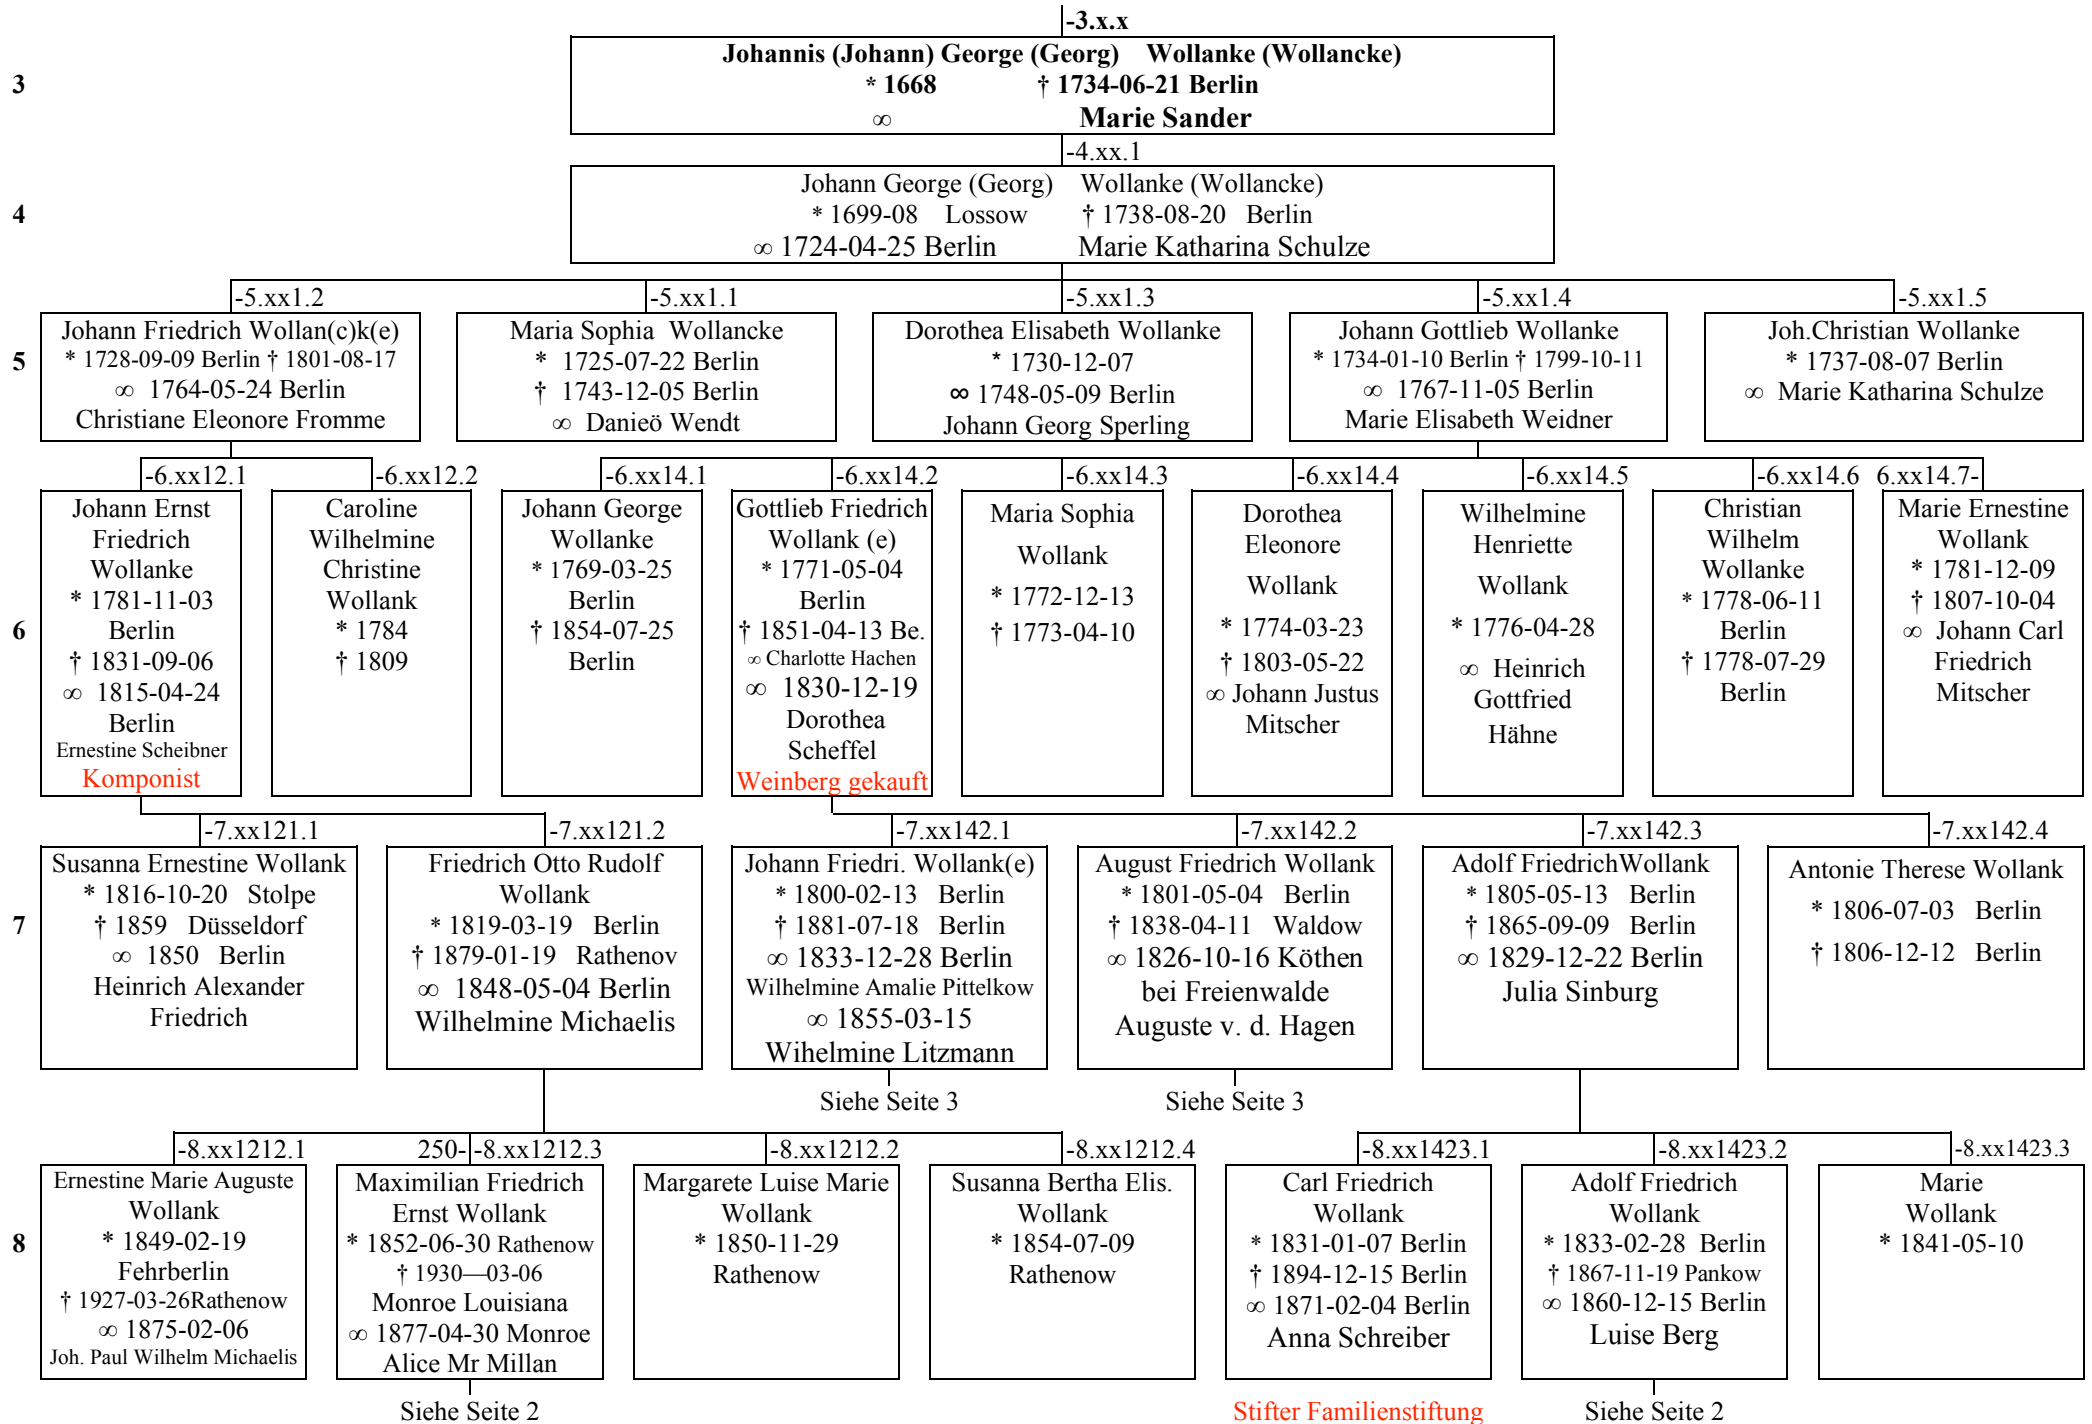 -3.x.x
3
Johannis (Johann) George (Georg) Wollanke (Wollancke)
* 1668 † 1734-06-21 Berlin
∞ Marie Sander
-4.xx.1
4
Johann George (Georg) Wollanke (Wollancke)
* 1699-08 Lossow † 1738-08-20 Berlin
∞ 1724-04-25 Berlin Marie Katharina Schulze
5
-5.xx1.2
Johann Friedrich Wollan(c)k(e)
* 1728-09-09 Berlin † 1801-08-17
∞ 1764-05-24 Berlin
Christiane Eleonore Fromme
-5.xx1.1
Maria Sophia Wollancke
* 1725-07-22 Berlin
† 1743-12-05 Berlin
∞ Danieö Wendt
-5.xx1.3
Dorothea Elisabeth Wollanke
* 1730-12-07
∞ 1748-05-09 Berlin
Johann Georg Sperling
-5.xx1.4
Johann Gottlieb Wollanke
* 1734-01-10 Berlin † 1799-10-11
∞ 1767-11-05 Berlin
Marie Elisabeth Weidner
-5.xx1.5
Joh.Christian Wollanke
* 1737-08-07 Berlin
∞ Marie Katharina Schulze
6
-6.xx12.1
Johann Ernst
Friedrich
Wollanke
* 1781-11-03
Berlin
† 1831-09-06
∞ 1815-04-24
Berlin
Ernestine Scheibner
Komponist
-6.xx12.2
Caroline
Wilhelmine
Christine
Wollank
* 1784
† 1809
-6.xx14.1
Johann George
Wollanke
* 1769-03-25
Berlin
† 1854-07-25
Berlin
-6.xx14.2
Gottlieb Friedrich
Wollank (e)
* 1771-05-04
Berlin
† 1851-04-13 Be.
∞ Charlotte Hachen
∞ 1830-12-19
Dorothea
Scheffel
Weinberg gekauft
-6.xx14.3
Maria Sophia
Wollank
* 1772-12-13
† 1773-04-10
-6.xx14.4
Dorothea
Eleonore
Wollank
* 1774-03-23
† 1803-05-22
∞ Johann Justus
Mitscher
-6.xx14.5
Wilhelmine
Henriette
Wollank
* 1776-04-28
∞ Heinrich
Gottfried
Hähne
-6.xx14.6
Christian
Wilhelm
Wollanke
* 1778-06-11
Berlin
† 1778-07-29
Berlin
6.xx14.7-
Marie Ernestine
Wollank
* 1781-12-09
† 1807-10-04
∞ Johann Carl
Friedrich
Mitscher
7
-7.xx121.1
Susanna Ernestine Wollank
* 1816-10-20 Stolpe
† 1859 Düsseldorf
∞ 1850 Berlin
Heinrich Alexander
Friedrich
-7.xx121.2
Friedrich Otto Rudolf
Wollank
* 1819-03-19 Berlin
† 1879-01-19 Rathenov
∞ 1848-05-04 Berlin
Wilhelmine Michaelis
-7.xx142.1
Johann Friedri. Wollank(e)
* 1800-02-13 Berlin
† 1881-07-18 Berlin
∞ 1833-12-28 Berlin
Wilhelmine Amalie Pittelkow
∞ 1855-03-15
Wihelmine Litzmann
Siehe Seite 3
-7.xx142.2
August Friedrich Wollank
* 1801-05-04 Berlin
† 1838-04-11 Waldow
∞ 1826-10-16 Köthen
bei Freienwalde
Auguste v. d. Hagen
Siehe Seite 3
-7.xx142.3
Adolf FriedrichWollank
* 1805-05-13 Berlin
† 1865-09-09 Berlin
∞ 1829-12-22 Berlin
Julia Sinburg
-7.xx142.4
Antonie Therese Wollank
* 1806-07-03 Berlin
† 1806-12-12 Berlin
8
-8.xx1212.1
Ernestine Marie Auguste
Wollank
* 1849-02-19
Fehrberlin
† 1927-03-26Rathenow
∞ 1875-02-06
Joh. Paul Wilhelm Michaelis
250- -8.xx1212.3
Maximilian Friedrich
Ernst Wollank
* 1852-06-30 Rathenow
† 1930—03-06
Monroe Louisiana
∞ 1877-04-30 Monroe
Alice Mr Millan
Siehe Seite 2
-8.xx1212.2
Margarete Luise Marie
Wollank
* 1850-11-29
Rathenow
-8.xx1212.4
Susanna Bertha Elis.
Wollank
* 1854-07-09
Rathenow
-8.xx1423.1
Carl Friedrich
Wollank
* 1831-01-07 Berlin
† 1894-12-15 Berlin
∞ 1871-02-04 Berlin
Anna Schreiber
Stifter Familienstiftung
-8.xx1423.2
Adolf Friedrich
Wollank
* 1833-02-28 Berlin
† 1867-11-19 Pankow
∞ 1860-12-15 Berlin
Luise Berg
Siehe Seite 2
-8.xx1423.3
Marie
Wollank
* 1841-05-10